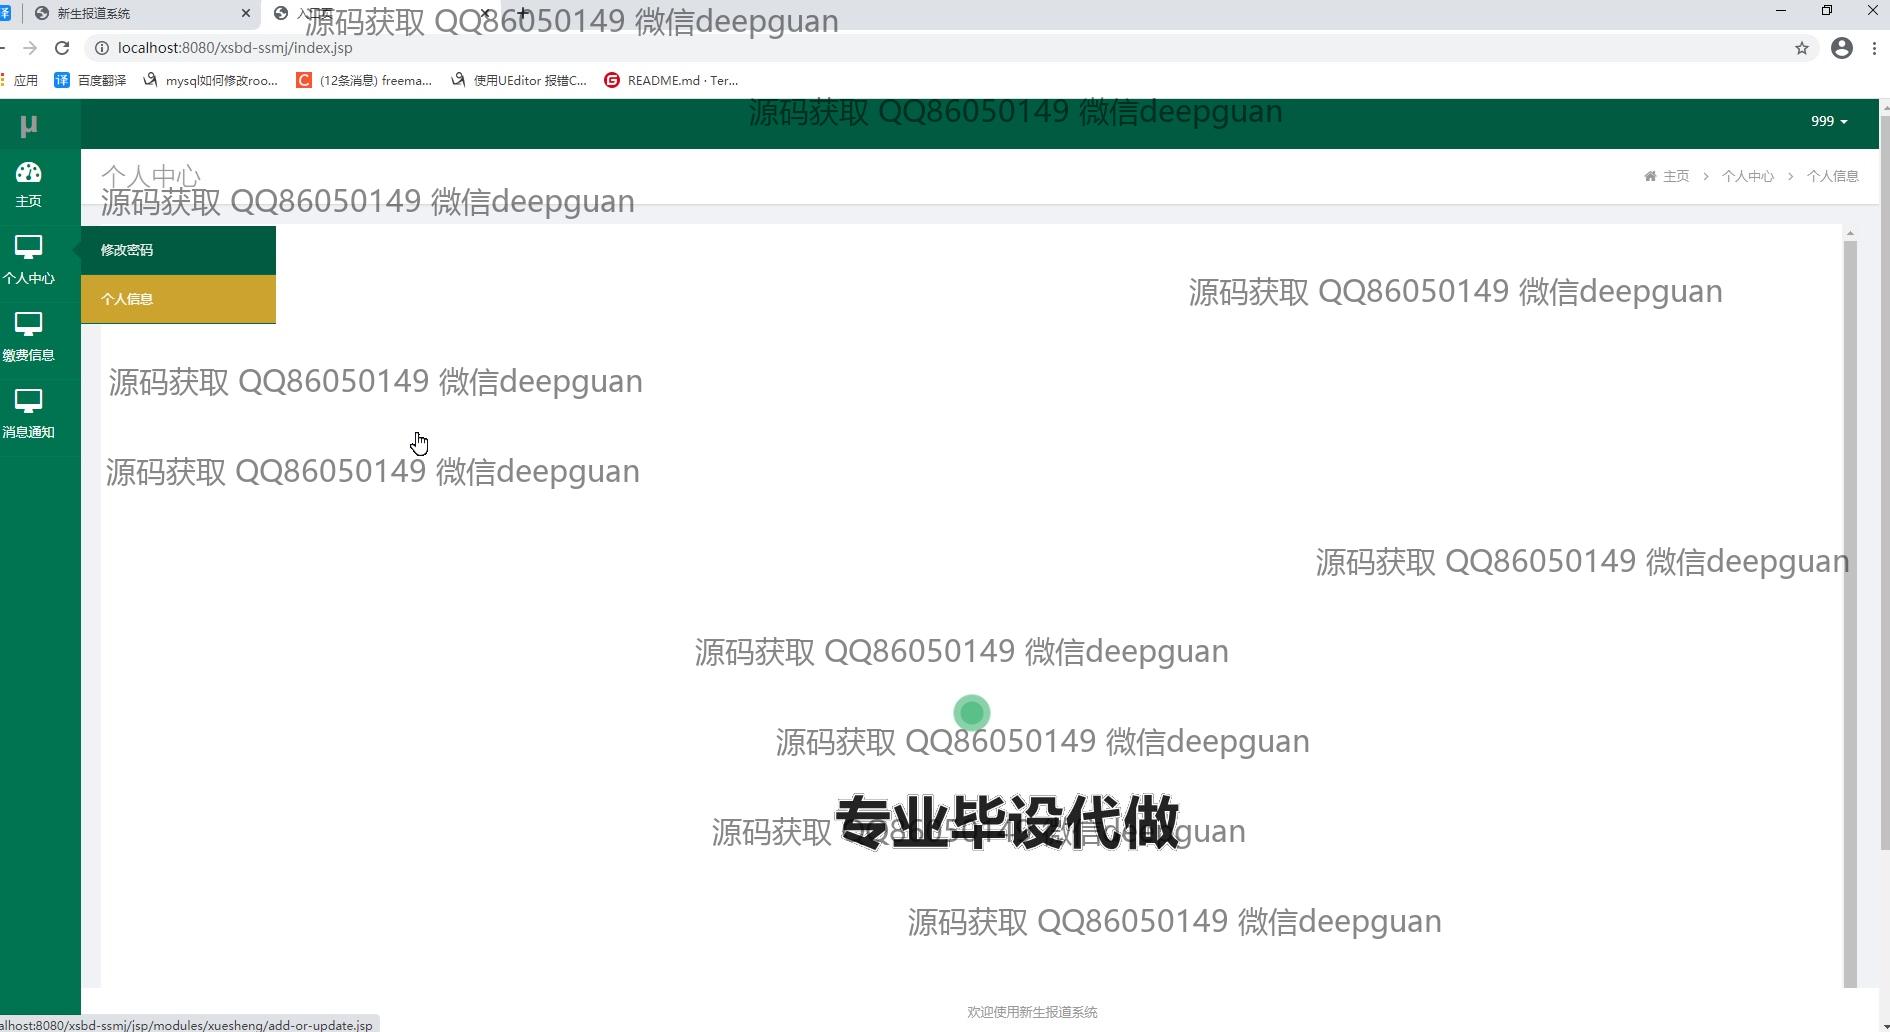 新生报道系统
源码获取 QQ86050149 微信deepguan
localhost:8080/xsbd-ssmj/index.jsp
应用 百度翻译 mysql如何修改roo... (12条消息) freema... 使用UEditor 报错C... README.md · Ter...
源码获取 QQ86050149 微信deepguan
μ
999
个人中心
主页 > 个人中心 > 个人信息
源码获取 QQ86050149 微信deepguan
主页
修改密码
个人中心
个人信息
源码获取 QQ86050149 微信deepguan
缴费信息
源码获取 QQ86050149 微信deepguan
消息通知
源码获取 QQ86050149 微信deepguan
源码获取 QQ86050149 微信deepguan
源码获取 QQ86050149 微信deepguan
源码获取 QQ86050149 微信deepguan
专业毕设代做
源码获取 QQ86050149 微信deepguan
源码获取 QQ86050149 微信deepguan
欢迎使用新生报道系统
alhost:8080/xsbd-ssmj/jsp/modules/xuesheng/add-or-update.jsp